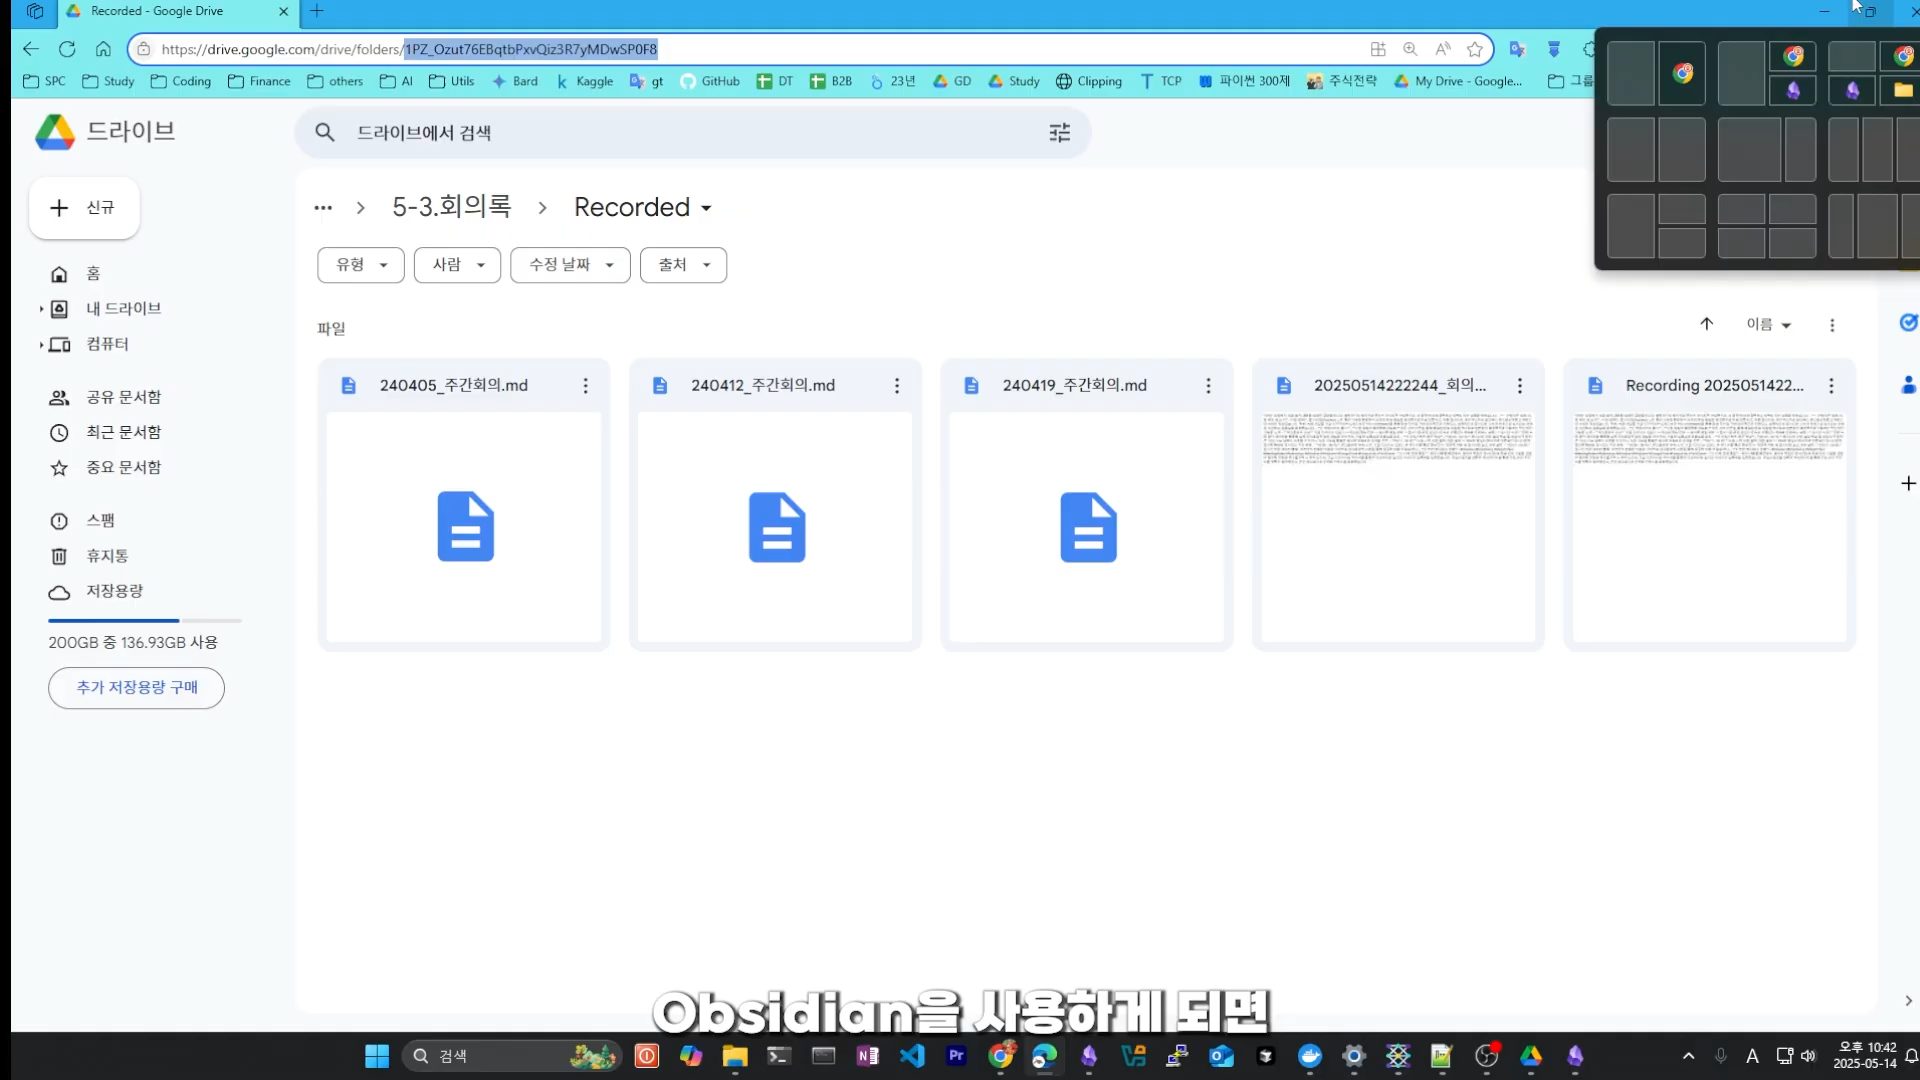 Recorded - Google Drive
https://drive.google.com/drive/folders/1PZ_Ozut76EBqtbPxvQiz3R7yMDwSP0F8
SPC Study Coding Finance others AI Utils Bard Kaggle gt GitHub DT B2B 23년 GD Study Clipping TCP 파이썬 300제 주식전략 My Drive - Google...
드라이브
드라이브에서 검색
신규
5-3.회의록
Recorded
유형
사람
수정 날짜
출처
홈
내 드라이브
컴퓨터
공유 문서함
최근 문서함
중요 문서함
스팸
휴지통
저장용량
200GB 중 136.93GB 사용
추가 저장용량 구매
파일
이름
240405_주간회의.md
240412_주간회의.md
240419_주간회의.md
20250514222244_회의...
Recording 2025051422...
Obsidian을 사용하게 되면
검색
A
오후 10:42
2025-05-14